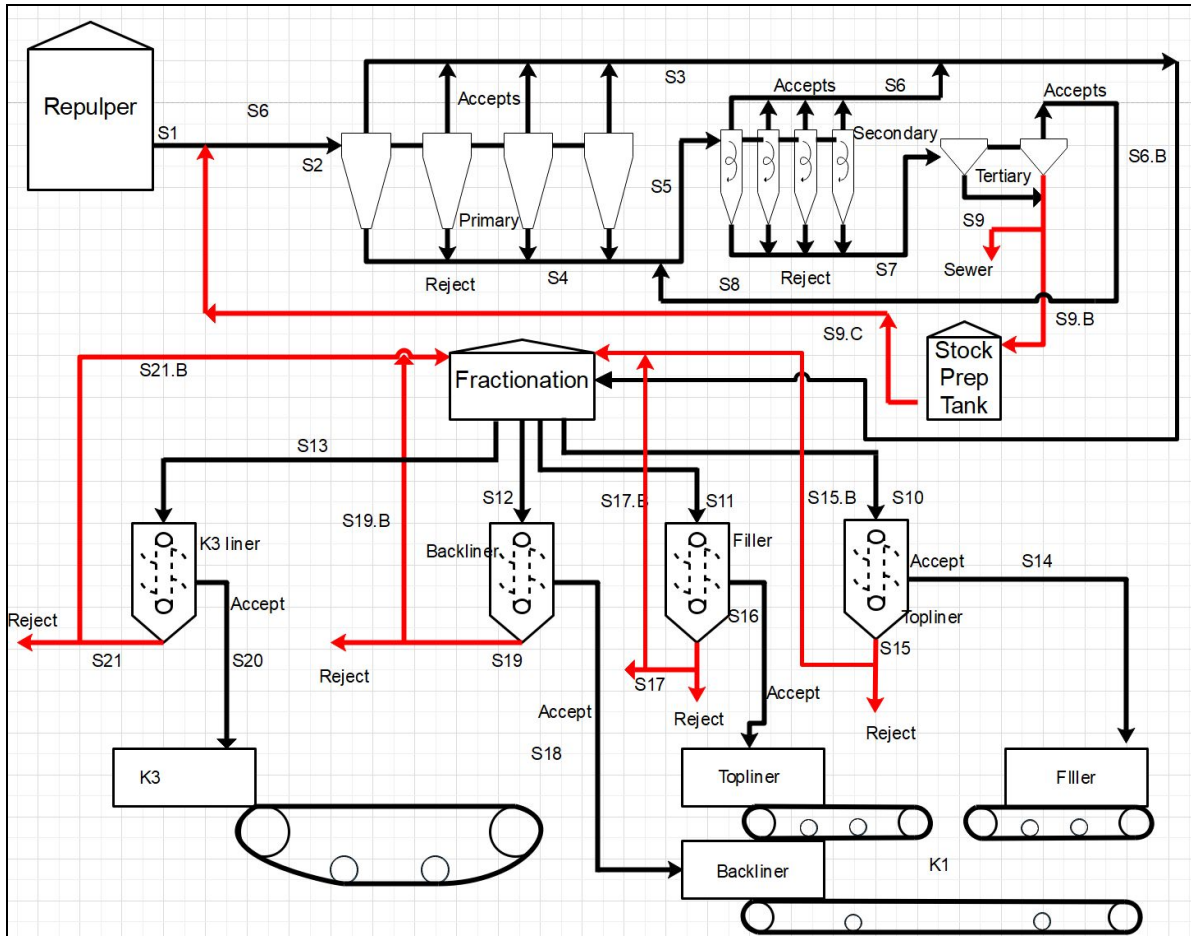 Repulper
S1
S6
S2
S3
Accepts
Primary
Reject
S4
S5
Accepts
S6
Secondary
Accepts
S6.B
Tertiary
S9
Sewer
S7
Reject
S8
S9.B
S9.C
Stock
Prep
Tank
S21.B
Fractionation
S13
S12
S19.B
S17.B
S11
S15.B
S10
K3 liner
Backliner
Filler
Accept
S14
Topliner
Accept
S16
S15
Reject
S21
S20
Reject
S19
S17
Reject
Accept
Accept
S18
Reject
K3
Topliner
FIller
Backliner
K1